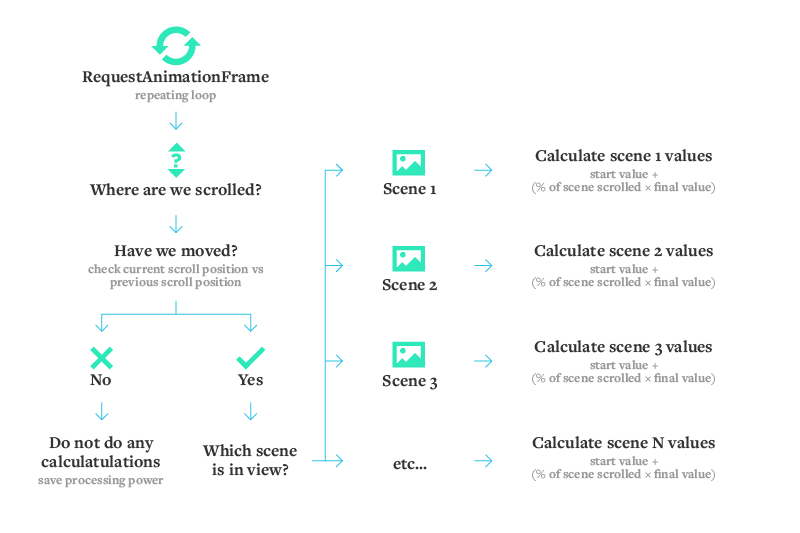 RequestAnimationFrame
repeating loop
?
Where are we scrolled?
Have we moved?
check current scroll position vs
previous scroll position
No
Yes
Do not do any
calculatulations
save processing power
Which scene
is in view?
Scene 1
Calculate scene 1 values
start value +
(% of scene scrolled × final value)
Scene 2
Calculate scene 2 values
start value +
(% of scene scrolled × final value)
Scene 3
Calculate scene 3 values
start value +
(% of scene scrolled × final value)
etc...
Calculate scene N values
start value +
(% of scene scrolled × final value)